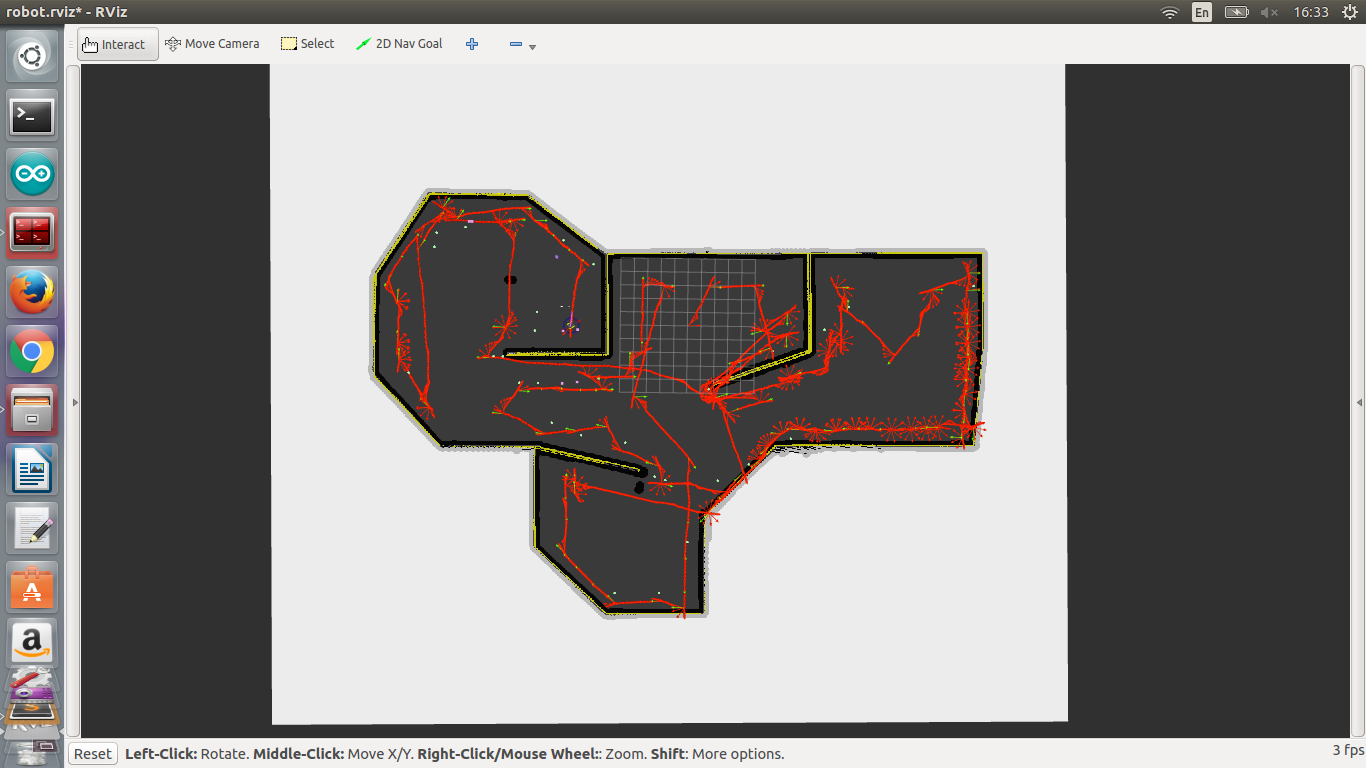 robot.rviz* - RViz
En
16:33
Interact
Move Camera
Select
2D Nav Goal
Reset
Left-Click: Rotate. Middle-Click: Move X/Y. Right-Click/Mouse Wheel:: Zoom. Shift: More options.
3 fps